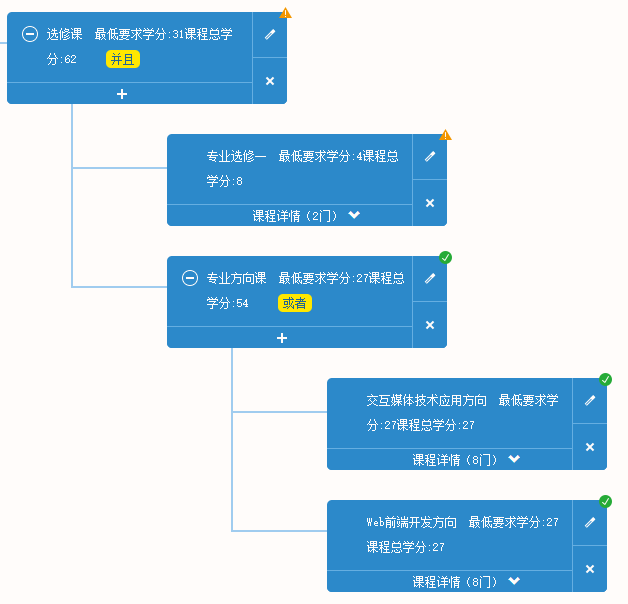 选修课 最低要求学分:31课程总学
分:62 并且
专业选修一 最低要求学分:4课程总
学分:8
课程详情（2门）
专业方向课 最低要求学分:27课程总
学分:54 或者
交互媒体技术应用方向 最低要求学
分:27课程总学分:27
课程详情（8门）
Web前端开发方向 最低要求学分:27
课程总学分:27
课程详情（8门）